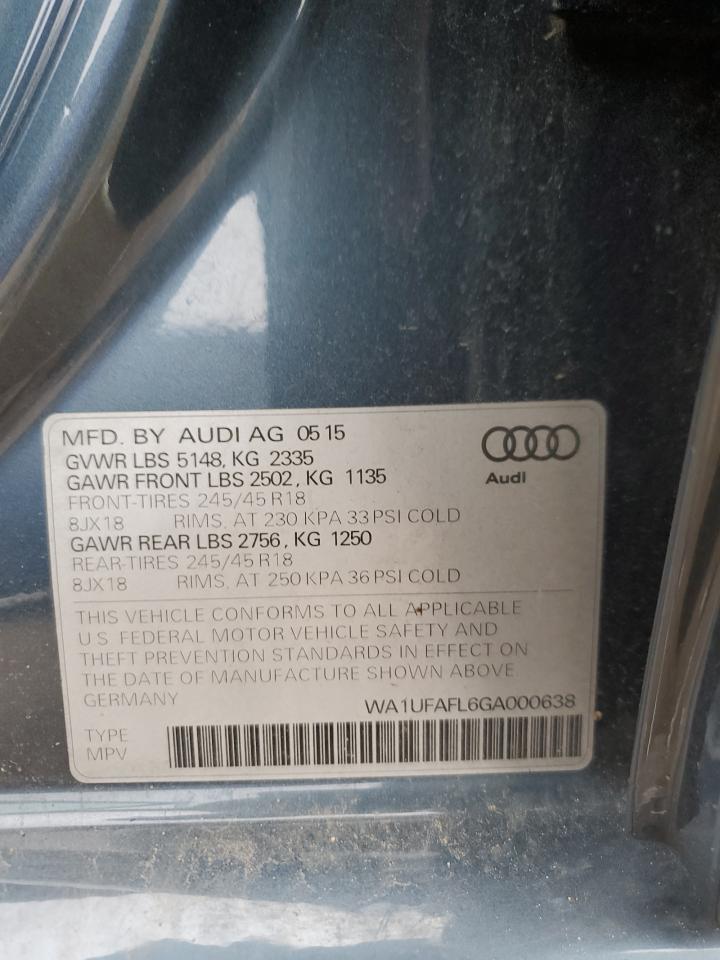 MFD. BY AUDI AG 05 15
GVWR LBS 5148, KG 2335
GAWR FRONT LBS 2502, KG 1135
FRONT-TIRES 245/45 R18
8JX18 RIMS, AT 230 KPA 33 PSI COLD
GAWR REAR LBS 2756, KG 1250
REAR-TIRES 245/45 R18
8JX18 RIMS, AT 250 KPA 36 PSI COLD
Audi
THIS VEHICLE CONFORMS TO ALL APPLICABLE
U.S. FEDERAL MOTOR VEHICLE SAFETY AND
THEFT PREVENTION STANDARDS IN EFFECT ON
THE DATE OF MANUFACTURE SHOWN ABOVE.
GERMANY WA1UFAFL6GA000638
TYPE
MPV